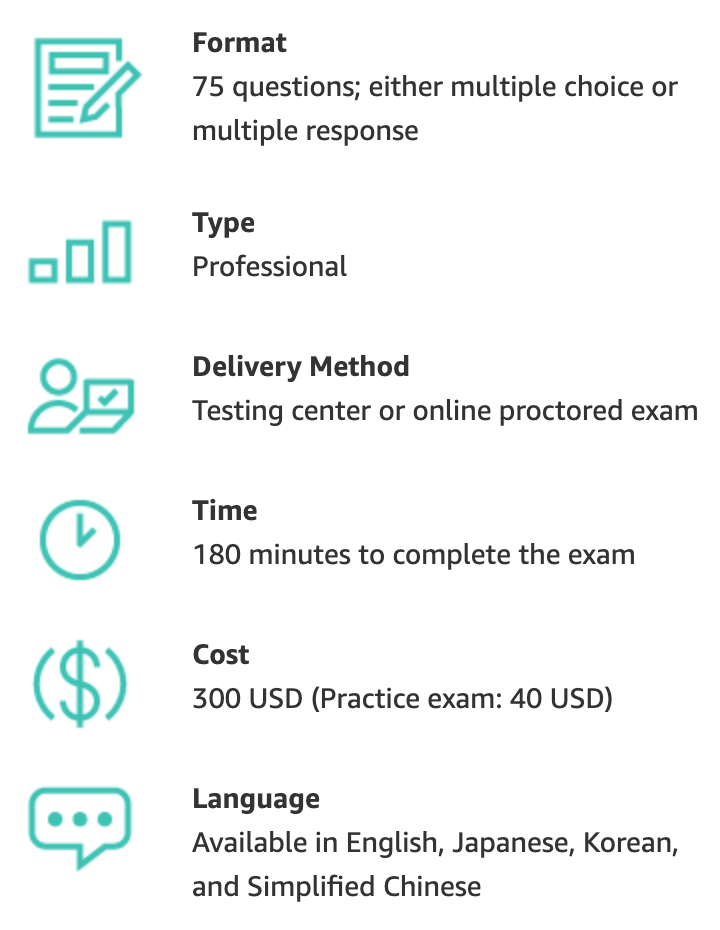 Format
75 questions; either multiple choice or
multiple response
Type
Professional
Delivery Method
Testing center or online proctored exam
Time
180 minutes to complete the exam
Cost
300 USD (Practice exam: 40 USD)
Language
Available in English, Japanese, Korean,
and Simplified Chinese